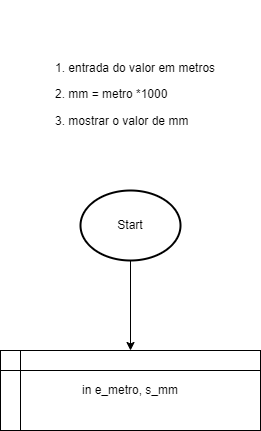 1. entrada do valor em metros
2. mm = metro *1000
3. mostrar o valor de mm
Start
in e_metro, s_mm